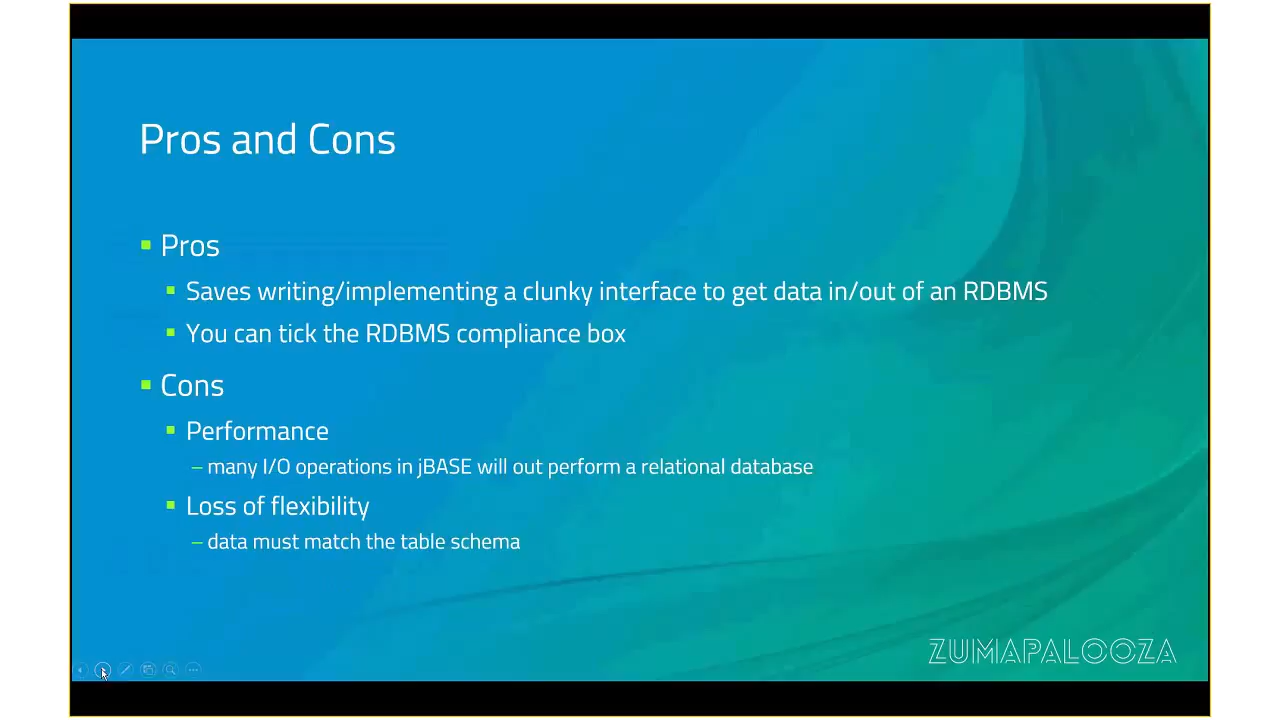 Pros and Cons
Pros
Saves writing/implementing a clunky interface to get data in/out of an RDBMS
You can tick the RDBMS compliance box
Cons
Performance
– many I/O operations in jBASE will out perform a relational database
Loss of flexibility
– data must match the table schema
ZUMAPALOOZA